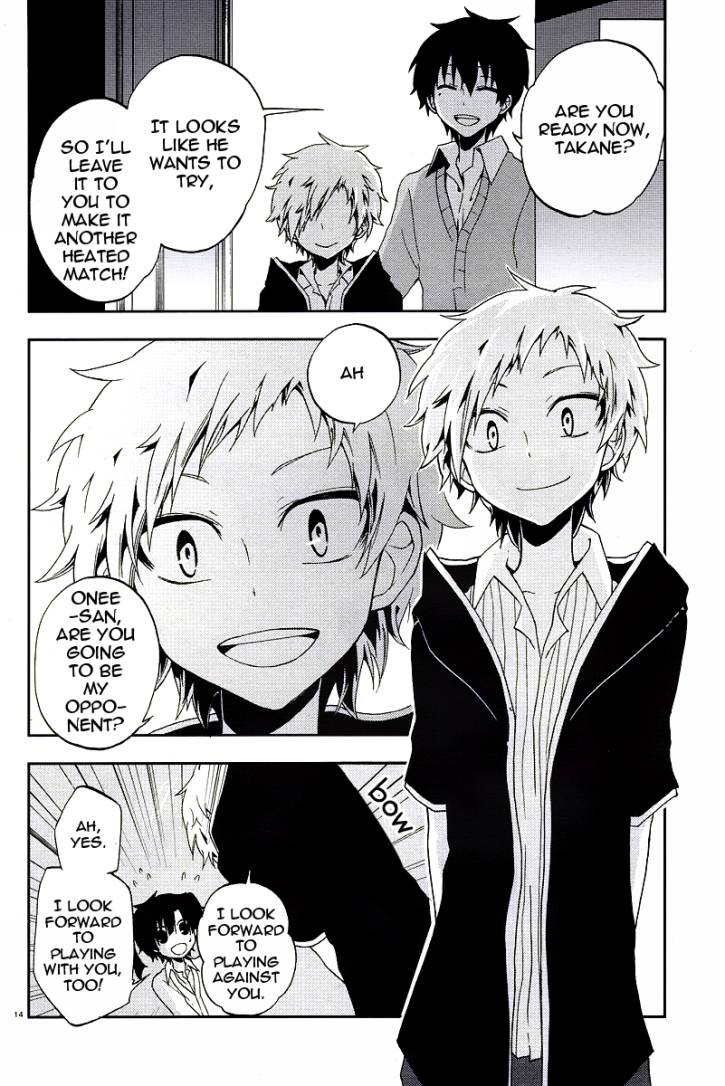 ARE YOU
READY NOW,
TAKANE?
IT LOOKS
LIKE HE
WANTS TO
TRY,
SO I'LL
LEAVE
IT TO
YOU TO
MAKE IT
ANOTHER
HEATED
MATCH!
AH
ONEE
-SAN,
ARE YOU
GOING
TO BE
MY
OPPO-
NENT?
bow
I LOOK
FORWARD
TO
PLAYING
AGAINST
YOU.
AH,
YES.
I LOOK
FORWARD
TO
PLAYING
WITH YOU,
TOO!
14